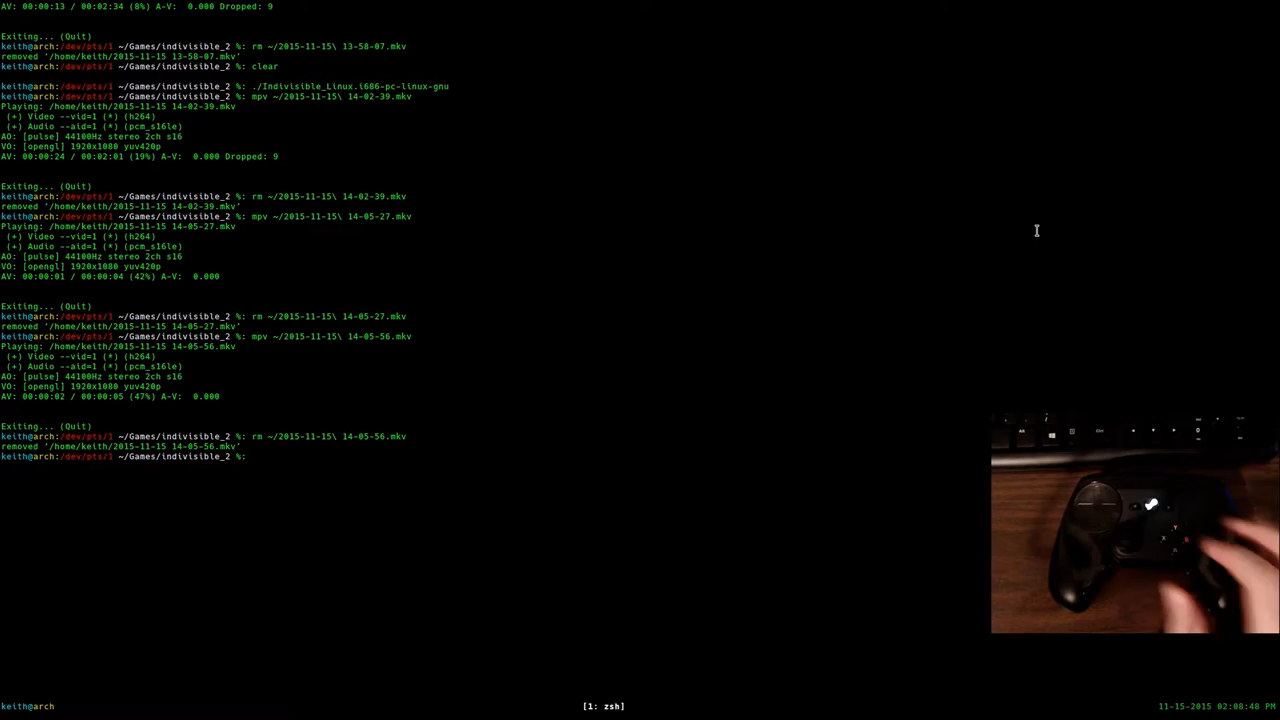 AV: 00:00:13 / 00:02:34 (8%) A-V:  0.000 Dropped: 9
Exiting... (Quit)
keith@arch:/dev/pts/1 ~/Games/indivisible_2 %: rm ~/2015-11-15\ 13-58-07.mkv
removed '/home/keith/2015-11-15 13-58-07.mkv'
keith@arch:/dev/pts/1 ~/Games/indivisible_2 %: clear
keith@arch:/dev/pts/1 ~/Games/indivisible_2 %: ./Indivisible_Linux.i686-pc-linux-gnu
keith@arch:/dev/pts/1 ~/Games/indivisible_2 %: mpv ~/2015-11-15\ 14-02-39.mkv
Playing: /home/keith/2015-11-15 14-02-39.mkv
 (+) Video --vid=1 (*) (h264)
 (+) Audio --aid=1 (*) (pcm_s16le)
AO: [pulse] 44100Hz stereo 2ch s16
VO: [opengl] 1920x1080 yuv420p
AV: 00:00:24 / 00:02:01 (19%) A-V:  0.000 Dropped: 9
Exiting... (Quit)
keith@arch:/dev/pts/1 ~/Games/indivisible_2 %: rm ~/2015-11-15\ 14-02-39.mkv
removed '/home/keith/2015-11-15 14-02-39.mkv'
keith@arch:/dev/pts/1 ~/Games/indivisible_2 %: mpv ~/2015-11-15\ 14-05-27.mkv
Playing: /home/keith/2015-11-15 14-05-27.mkv
 (+) Video --vid=1 (*) (h264)
 (+) Audio --aid=1 (*) (pcm_s16le)
AO: [pulse] 44100Hz stereo 2ch s16
VO: [opengl] 1920x1080 yuv420p
AV: 00:00:01 / 00:00:04 (42%) A-V:  0.000
Exiting... (Quit)
keith@arch:/dev/pts/1 ~/Games/indivisible_2 %: rm ~/2015-11-15\ 14-05-27.mkv
removed '/home/keith/2015-11-15 14-05-27.mkv'
keith@arch:/dev/pts/1 ~/Games/indivisible_2 %: mpv ~/2015-11-15\ 14-05-56.mkv
Playing: /home/keith/2015-11-15 14-05-56.mkv
 (+) Video --vid=1 (*) (h264)
 (+) Audio --aid=1 (*) (pcm_s16le)
AO: [pulse] 44100Hz stereo 2ch s16
VO: [opengl] 1920x1080 yuv420p
AV: 00:00:02 / 00:00:05 (47%) A-V:  0.000
Exiting... (Quit)
keith@arch:/dev/pts/1 ~/Games/indivisible_2 %: rm ~/2015-11-15\ 14-05-56.mkv
removed '/home/keith/2015-11-15 14-05-56.mkv'
keith@arch:/dev/pts/1 ~/Games/indivisible_2 %:
Y
X
keith@arch
[1: zsh]
11-15-2015 02:08:48 PM